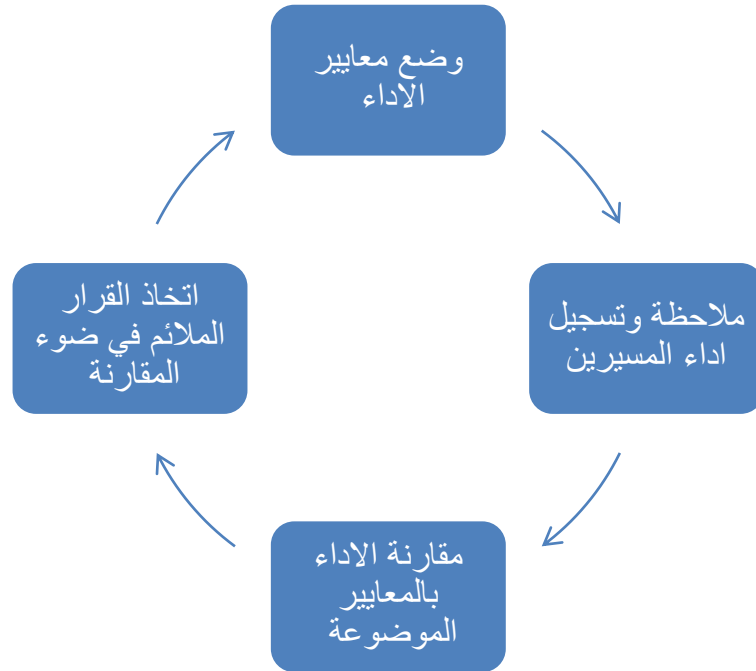 وضع معايير
الاداء
ملاحظة وتسجيل
اداء المسيرين
مقارنة الاداء
بالمعايير
الموضوعة
اتخاذ القرار
الملائم في ضوء
المقارنة